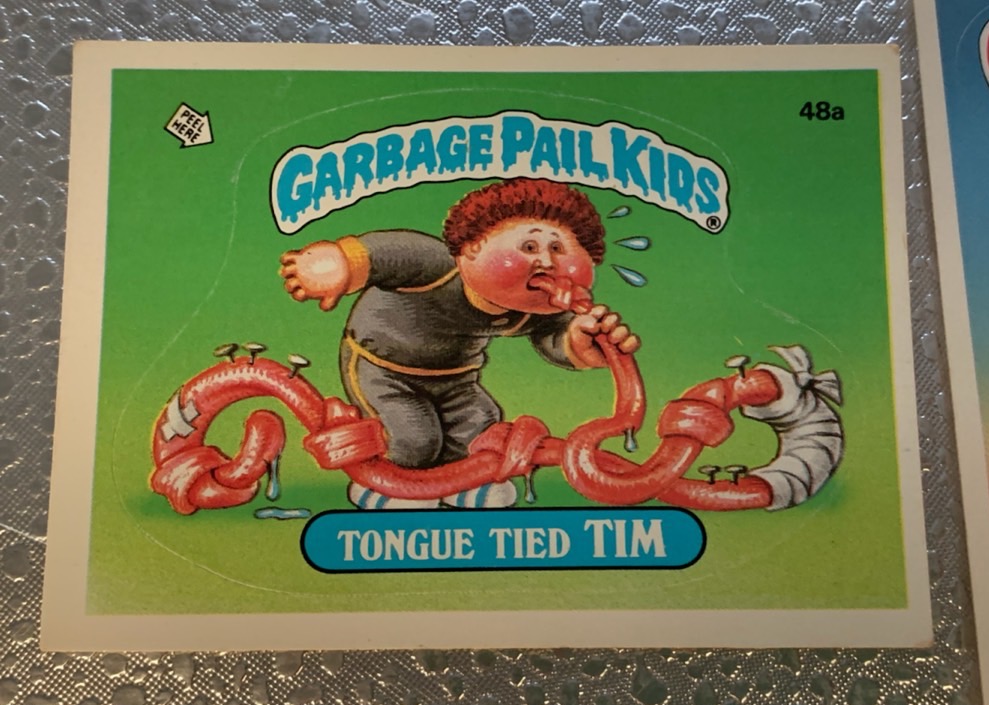 PEEL
HERE
48a
GARBAGE PAIL KIDS
®
TONGUE TIED TIM